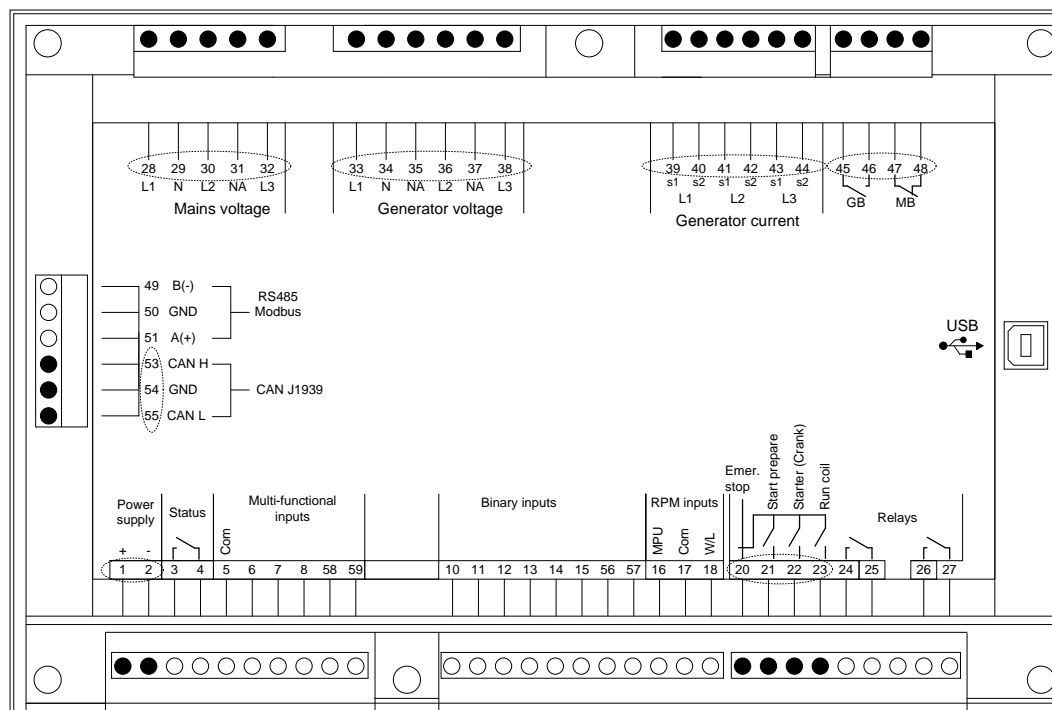 28 29 30 31 32 33 34 35 36 37 38 39 40 41 42 43 44 45 46 47 48
L1 N L2 NA L3 L1 N NA L2 NA L3 s1 s2 s1 s2 s1 s2
L1 L2 L3 GB MB
Mains voltage Generator voltage Generator current
49 B(-)
50 GND
51 A(+)
RS485
Modbus
53 CAN H
54 GND
55 CAN L
CAN J1939
USB
Power
supply
+ -
Status
Multi-functional
inputs
Com
Binary inputs
RPM inputs
MPU Com W/L
Emer.
stop
Start prepare
Starter (Crank)
Run coil
Relays
1 2 3 4 5 6 7 8 58 59 10 11 12 13 14 15 56 57 16 17 18 20 21 22 23 24 25 26 27